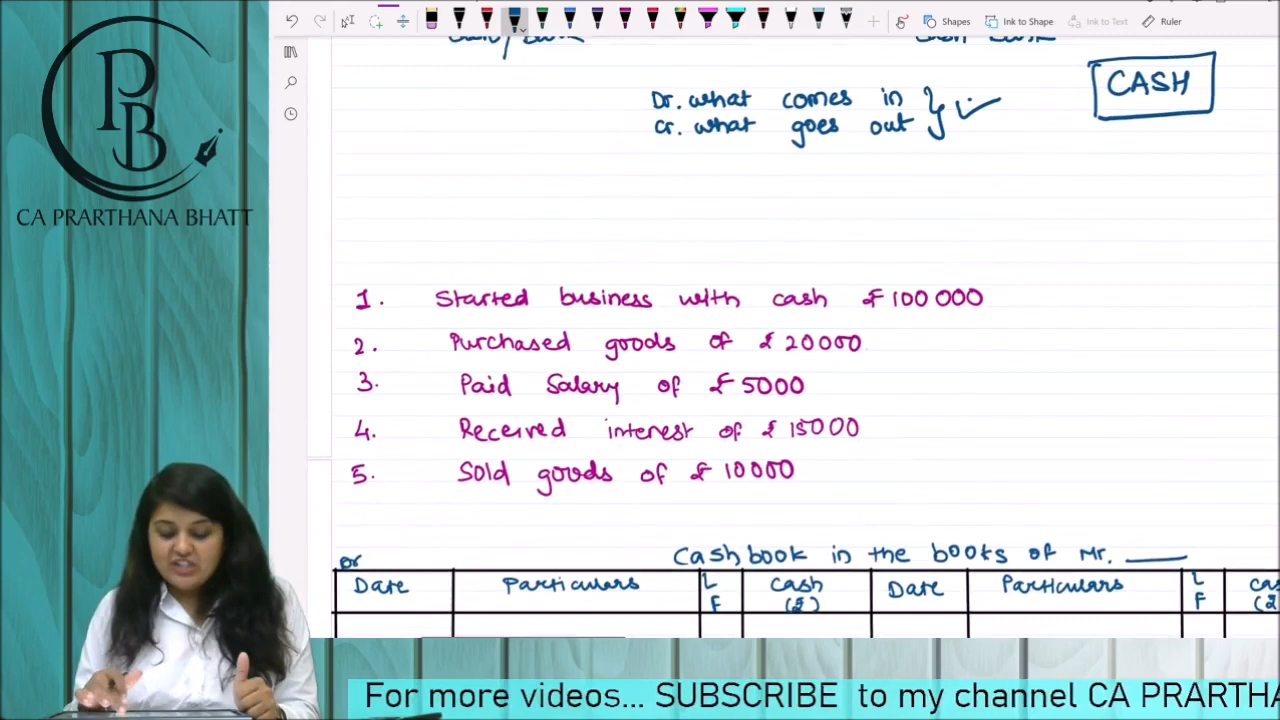 Shapes Ink to Shape Ink to Text Ruler
PB
CA PRARTHANA BHATT
CASH
Dr. what comes in
Cr. what goes out
1. Started business with cash ₹ 100 000
2. Purchased goods of ₹ 20000
3. Paid Salary of ₹ 5000
4. Received interest of ₹ 15000
5. Sold goods of ₹ 10000
Cash book in the books of Mr. ____
Dr
Date Particulars L F Cash (₹) Date Particulars L F Cas (₹
For more videos... SUBSCRIBE to my channel CA PRARTHA